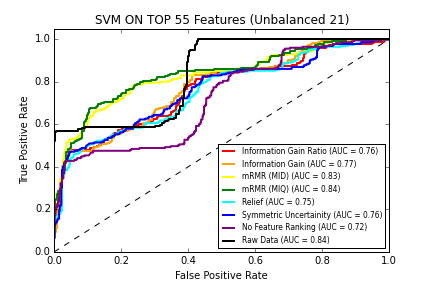 SVM ON TOP 55 Features (Unbalanced 21)
True Positive Rate
1.0
0.8
0.6
0.4
0.2
0.0
Information Gain Ratio (AUC = 0.76)
Information Gain (AUC = 0.77)
mRMR (MID) (AUC = 0.83)
mRMR (MIQ) (AUC = 0.84)
Relief (AUC = 0.75)
Symmetric Uncertainity (AUC = 0.76)
No Feature Ranking (AUC = 0.72)
Raw Data (AUC = 0.84)
0.0 0.2 0.4 0.6 0.8 1.0
False Positive Rate